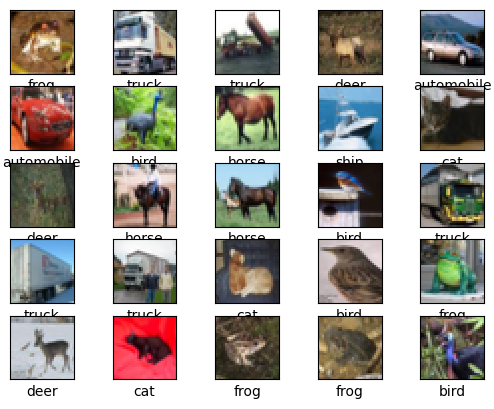 frog truck truck deer automobile
automobile bird horse ship cat
deer horse horse bird truck
truck truck cat bird frog
deer cat frog frog bird